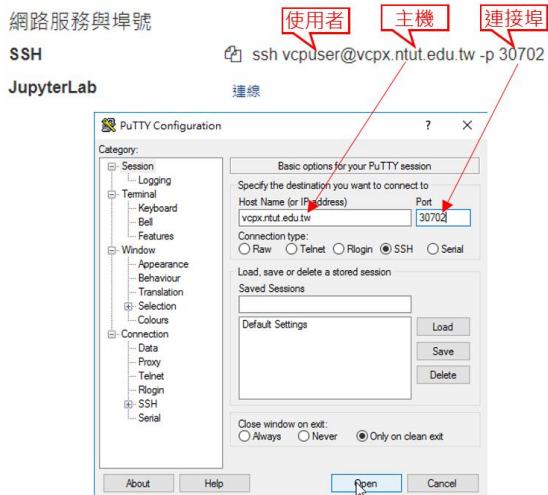 網路服務與埠號
使用者
主機
連接埠
SSH
ssh vcpuser@vcpx.ntut.edu.tw -p 30702
JupyterLab
連線
PuTTY Configuration
? ×
Category:
Session
Logging
Terminal
Keyboard
Bell
Features
Window
Appearance
Behaviour
Translation
Selection
Colours
Connection
Data
Proxy
Telnet
Rlogin
SSH
Serial
Basic options for your PuTTY session
Specify the destination you want to connect to
Host Name (or IP address) Port
vcpx.ntut.edu.tw 30702
Connection type:
Raw Telnet Rlogin SSH Serial
Load, save or delete a stored session
Saved Sessions
Default Settings
Load
Save
Delete
Close window on exit:
Always Never Only on clean exit
About Help Open Cancel